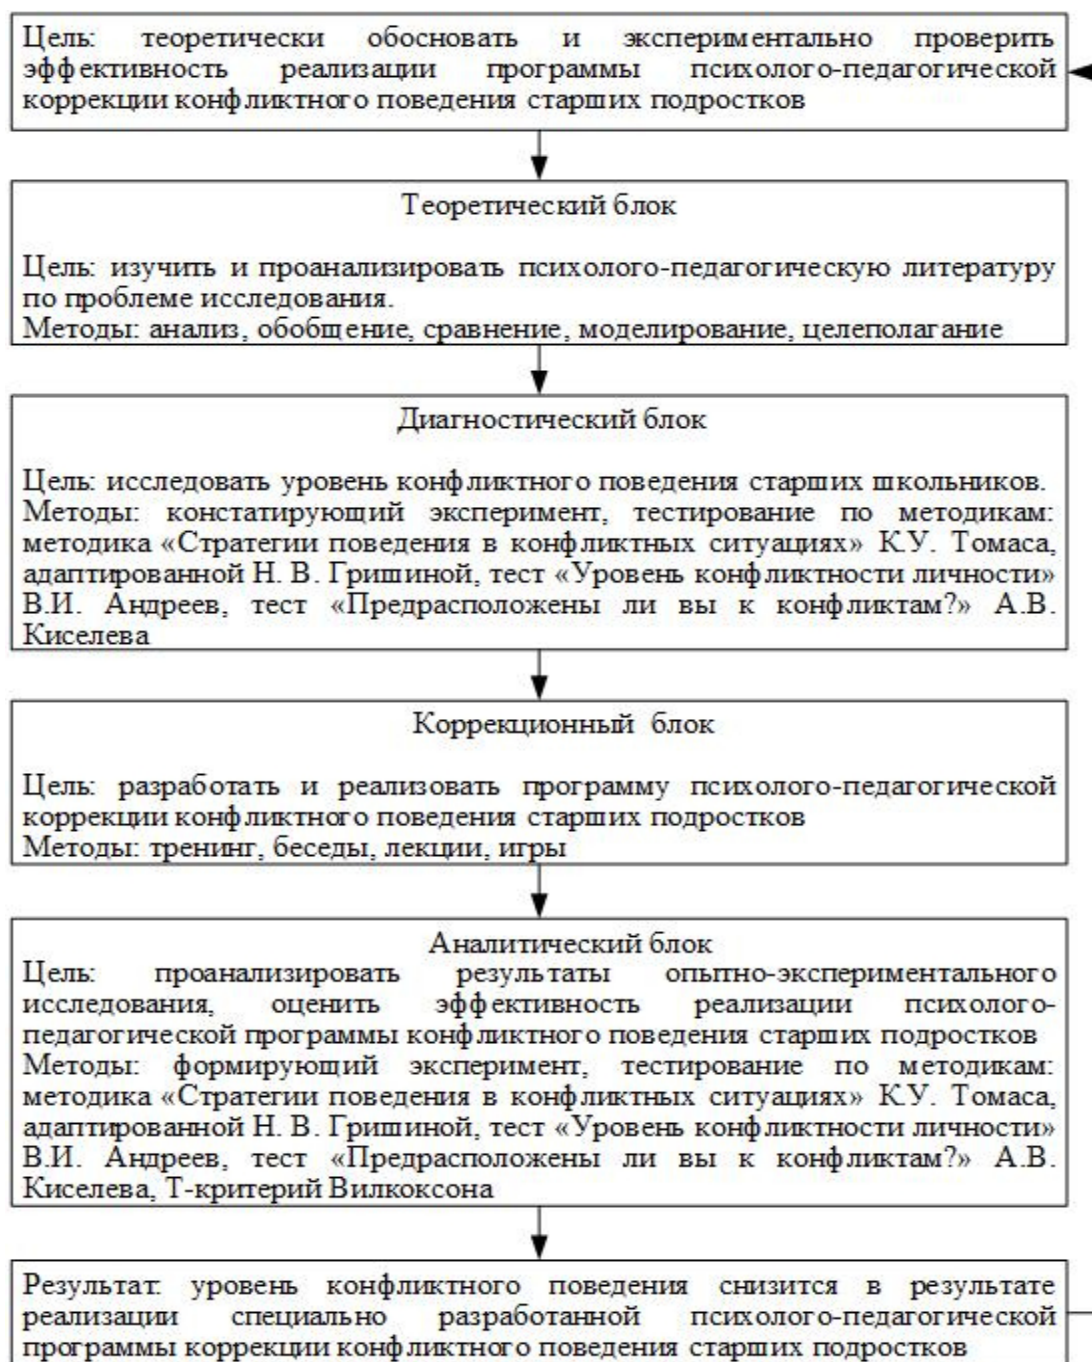 Цель: теоретически обосновать и экспериментально проверить
эффективность реализации программы психолого-педагогической
коррекции конфликтного поведения старших подростков
Теоретический блок
Цель: изучить и проанализировать психолого-педагогическую литературу
по проблеме исследования.
Методы: анализ, обобщение, сравнение, моделирование, целеполагание
Диагностический блок
Цель: исследовать уровень конфликтного поведения старших школьников.
Методы: констатирующий эксперимент, тестирование по методикам:
методика «Стратегии поведения в конфликтных ситуациях» К.У. Томаса,
адаптированной Н. В. Гришиной, тест «Уровень конфликтности личности»
В.И. Андреев, тест «Предрасположены ли вы к конфликтам?» А.В.
Киселева
Коррекционный блок
Цель: разработать и реализовать программу психолого-педагогической
коррекции конфликтного поведения старших подростков
Методы: тренинг, беседы, лекции, игры
Аналитический блок
Цель: проанализировать результаты опытно-экспериментального
исследования, оценить эффективность реализации психолого-
педагогической программы конфликтного поведения старших подростков
Методы: формирующий эксперимент, тестирование по методикам:
методика «Стратегии поведения в конфликтных ситуациях» К.У. Томаса,
адаптированной Н. В. Гришиной, тест «Уровень конфликтности личности»
В.И. Андреев, тест «Предрасположены ли вы к конфликтам?» А.В.
Киселева, Т-критерий Вилкоксона
Результат: уровень конфликтного поведения снизится в результате
реализации специально разработанной психолого-педагогической
программы коррекции конфликтного поведения старших подростков